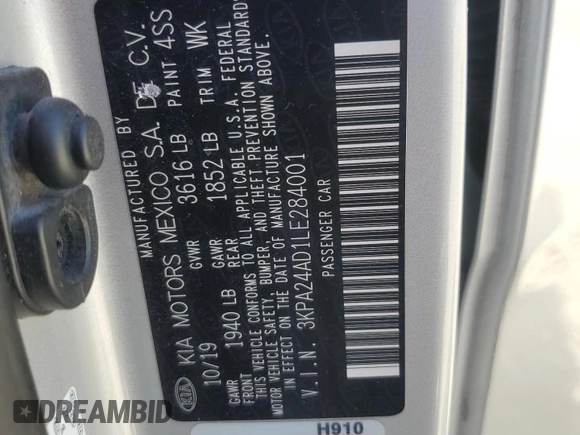 MANUFACTURED BY
KIA MOTORS MEXICO S.A. DE C.V.
10/19 GVWR 3616 LB PAINT 4SS
GAWR FRONT 1940 LB GAWR REAR 1852 LB TRIM WK
THIS VEHICLE CONFORMS TO ALL APPLICABLE U.S.A. FEDERAL
MOTOR VEHICLE SAFETY, BUMPER, AND THEFT PREVENTION STANDARDS
IN EFFECT ON THE DATE OF MANUFACTURE SHOWN ABOVE.
V.I.N. 3KPA24AD1LE284001
PASSENGER CAR
KIA
H910
DREAMBID